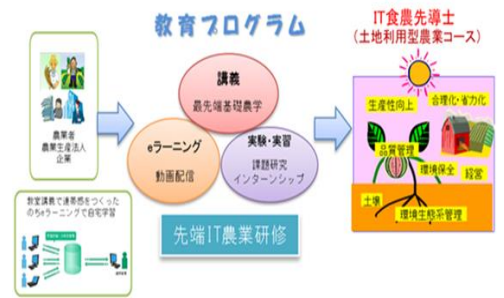 教育プログラム
IT食農先導士
(土地利用型農業コース)
農業者
農業生産法人
企業
講義
最先端基礎農学
eラーニング
動画配信
実験・実習
課題研究
インターンシップ
先端IT農業研修
教室講義で連帯感をつくった
のちeラーニングで自宅学習
生産性向上
合理化・省力化
品質管理
環境保全
経営
土壌
環境生態系管理